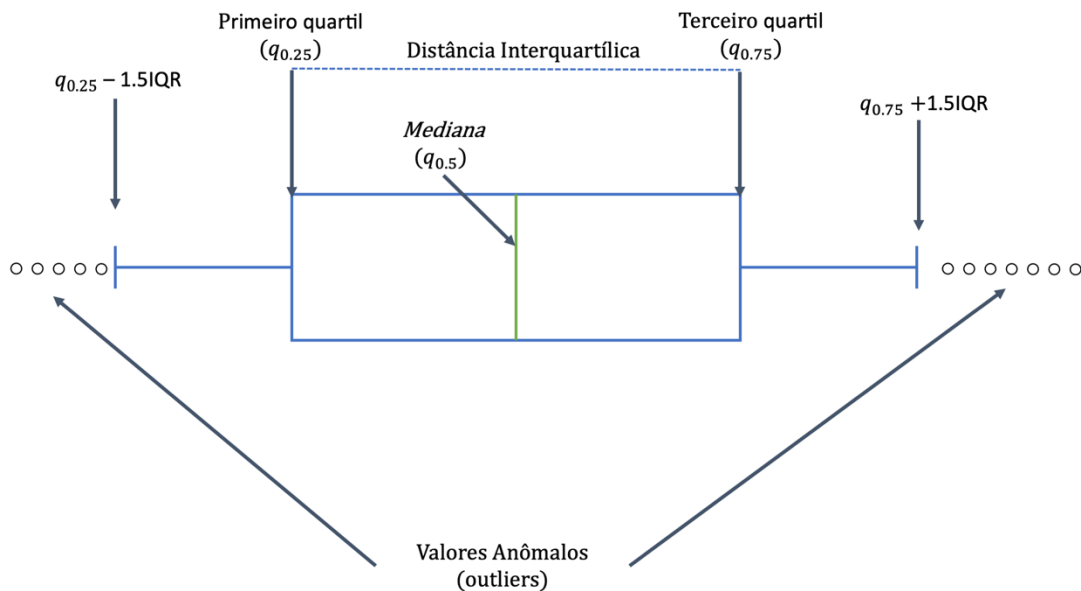 Primeiro quartil
(q0.25)
Distância Interquartílica
Terceiro quartil
(q0.75)
q0.25 – 1.5IQR
q0.75 +1.5IQR
Mediana
(q0.5)
Valores Anômalos
(outliers)